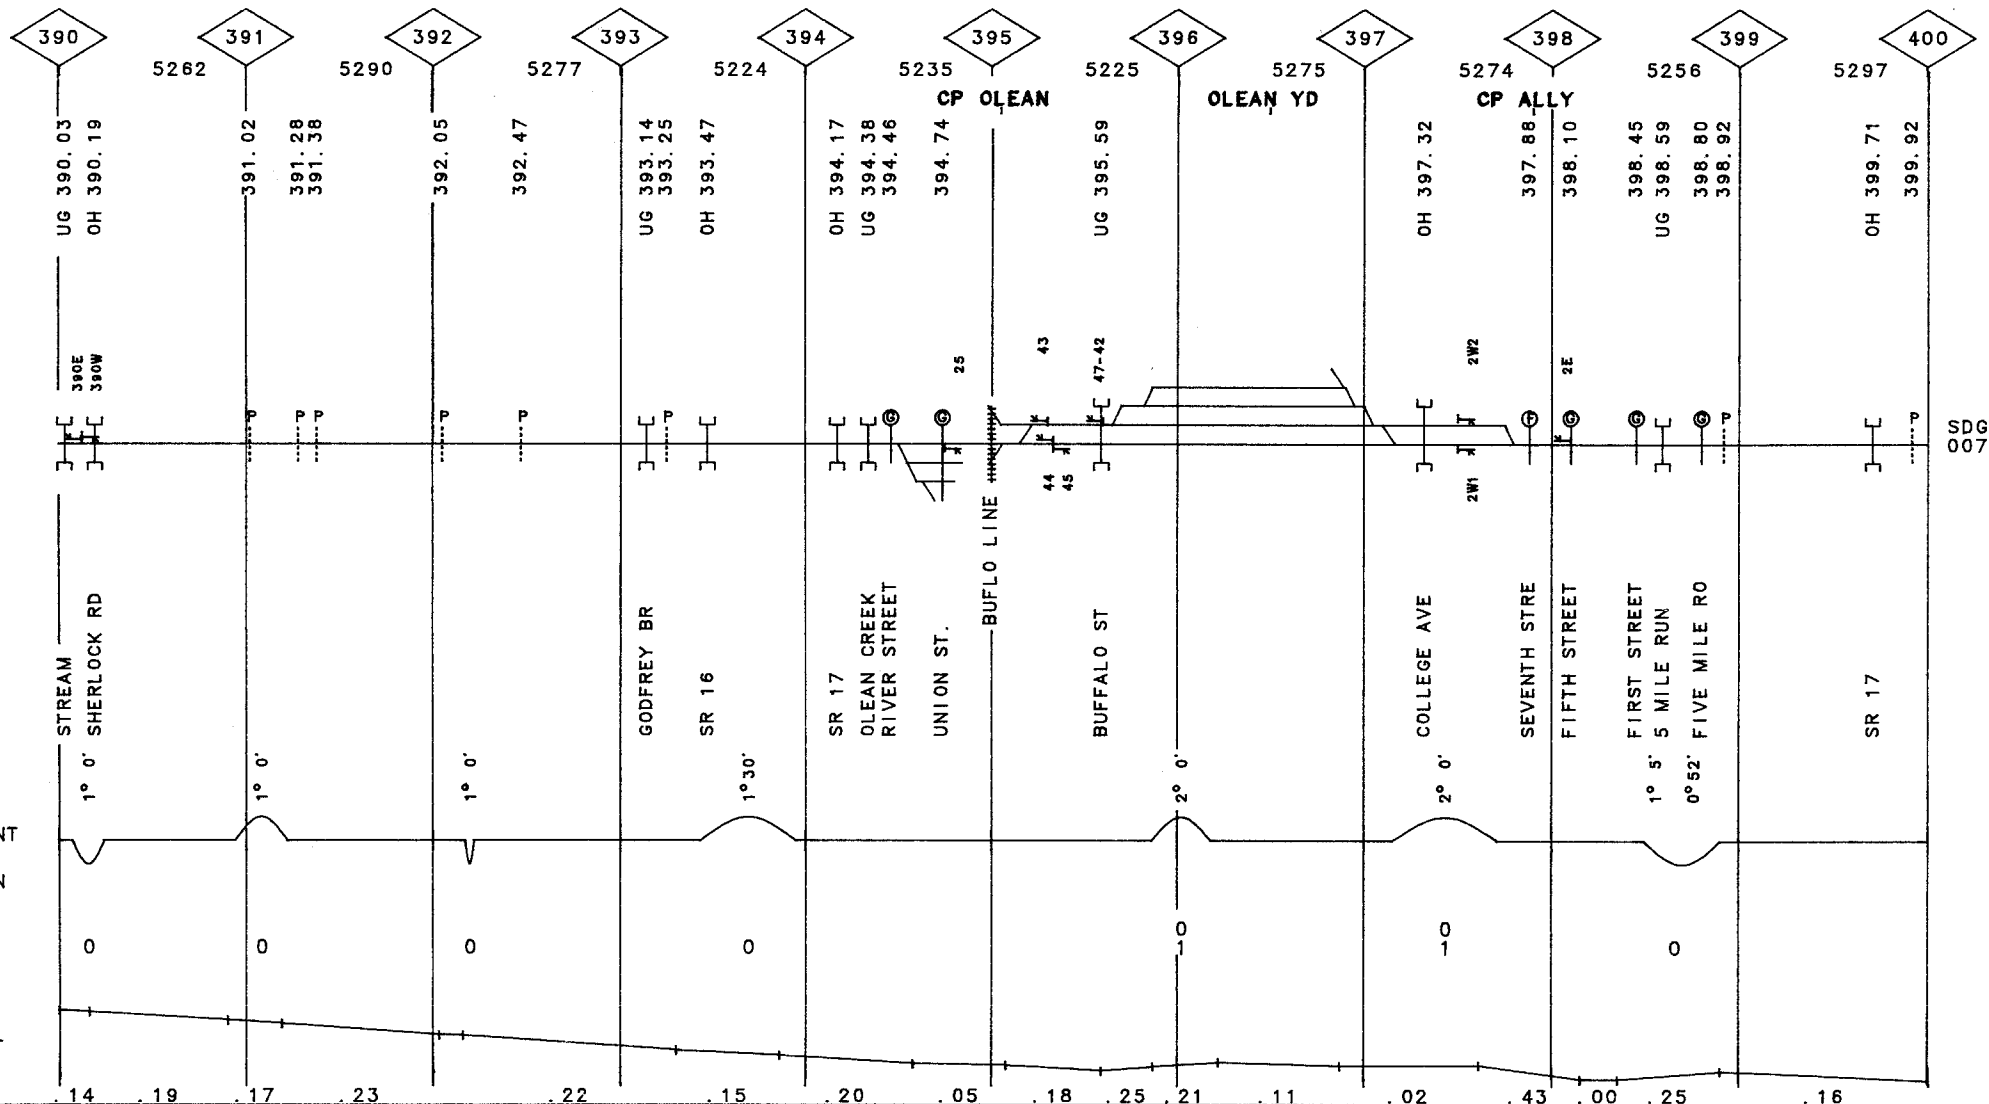 390 391 392 393 394 395 396 397 398 399 400
5262 5290 5277 5224 5235 5225 5275 5274 5256 5297
CP OLEAN OLEAN YD CP ALLY
UG 390.03
OH 390.19
391.02
391.28
391.38
392.05
392.47
UG 393.14
393.25
OH 393.47
OH 394.17
UG 394.38
394.46
394.74
UG 395.59
OH 397.32
397.88
398.10
398.45
UG 398.59
398.80
398.92
OH 399.71
399.92
390E
390W
25
43
47-42
2W2
2E
P P P P P P G G F G G G P P
44
45
2W1
SDG
007
BUFLO LINE
STREAM
SHERLOCK RD
GODFREY BR
SR 16
SR 17
OLEAN CREEK
RIVER STREET
UNION ST.
BUFFALO ST
COLLEGE AVE
SEVENTH STRE
FIFTH STREET
FIRST STREET
5 MILE RUN
FIVE MILE RO
SR 17
1° 0' 1° 0' 1° 0' 1° 30' 2° 0' 2° 0' 1° 5' 0° 52'
NT
N
0 0 0 0 0 0 0
1 1
.14 .19 .17 .23 .22 .15 .20 .05 .18 .25 .21 .11 .02 .43 .00 .25 .16